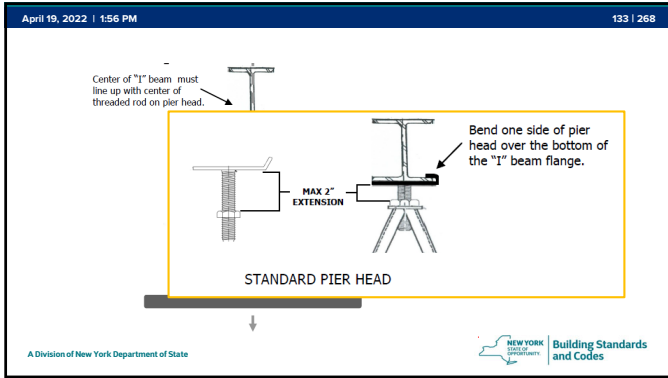 April 19, 2022 | 1:56 PM
133 | 268
Center of "I" beam must
line up with center of
threaded rod on pier head.
Bend one side of pier
head over the bottom of
the "I" beam flange.
MAX 2"
EXTENSION
STANDARD PIER HEAD
A Division of New York Department of State
NEW YORK
STATE OF
OPPORTUNITY.
Building Standards
and Codes